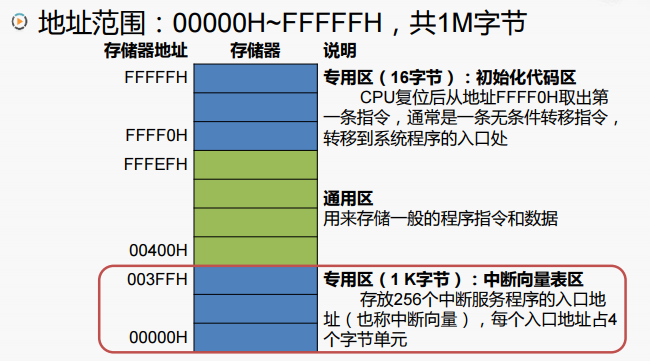 地址范围：00000H~FFFFFH，共1M字节
存储器地址 存储器 说明
FFFFFH
专用区（16字节）：初始化代码区
CPU复位后从地址FFFF0H取出第
一条指令，通常是一条无条件转移指令，
转移到系统程序的入口处
FFFF0H
FFFEFH
通用区
用来存储一般的程序指令和数据
00400H
003FFH
专用区（1 K字节）：中断向量表区
存放256个中断服务程序的入口地
址（也称中断向量），每个入口地址占4
个字节单元
00000H